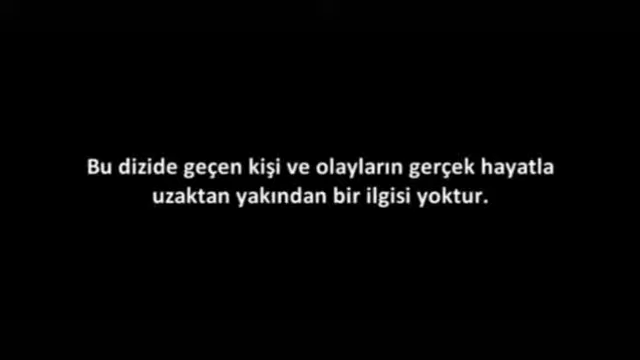 Bu dizide geçen kişi ve olayların gerçek hayatla
uzaktan yakından bir ilgisi yoktur.